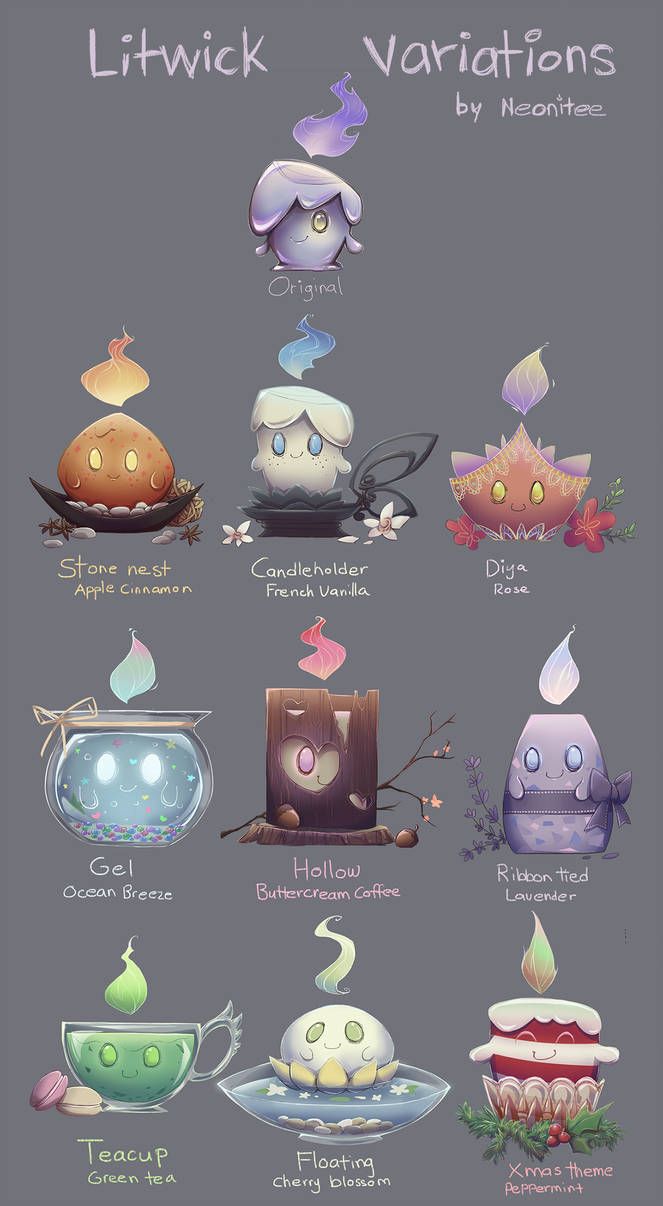 Litwick Variations
by Neonitee
Original
Stone nest
Apple Cinnamon
Candleholder
French Vanilla
Diya
Rose
Gel
Ocean Breeze
Hollow
Buttercream Coffee
Ribbon tied
Lavender
Teacup
Green tea
Floating
Cherry blossom
Xmas theme
Peppermint